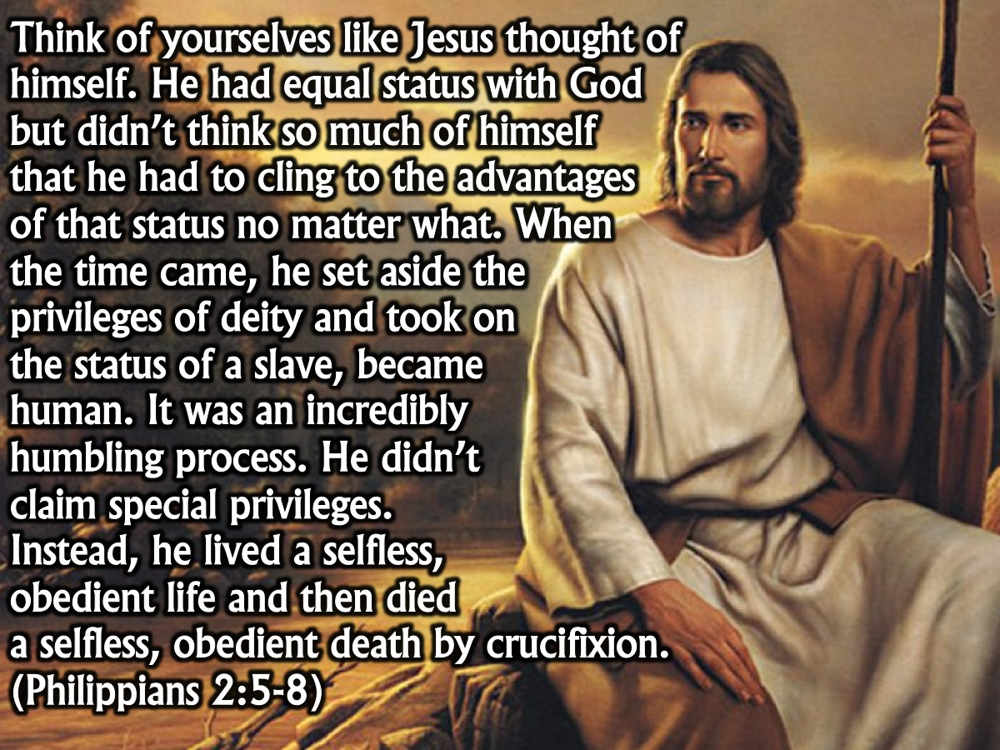 Think of yourselves like Jesus thought of
himself. He had equal status with God
but didn’t think so much of himself
that he had to cling to the advantages
of that status no matter what. When
the time came, he set aside the
privileges of deity and took on
the status of a slave, became
human. It was an incredibly
humbling process. He didn’t
claim special privileges.
Instead, he lived a selfless,
obedient life and then died
a selfless, obedient death by crucifixion.
(Philippians 2:5-8)